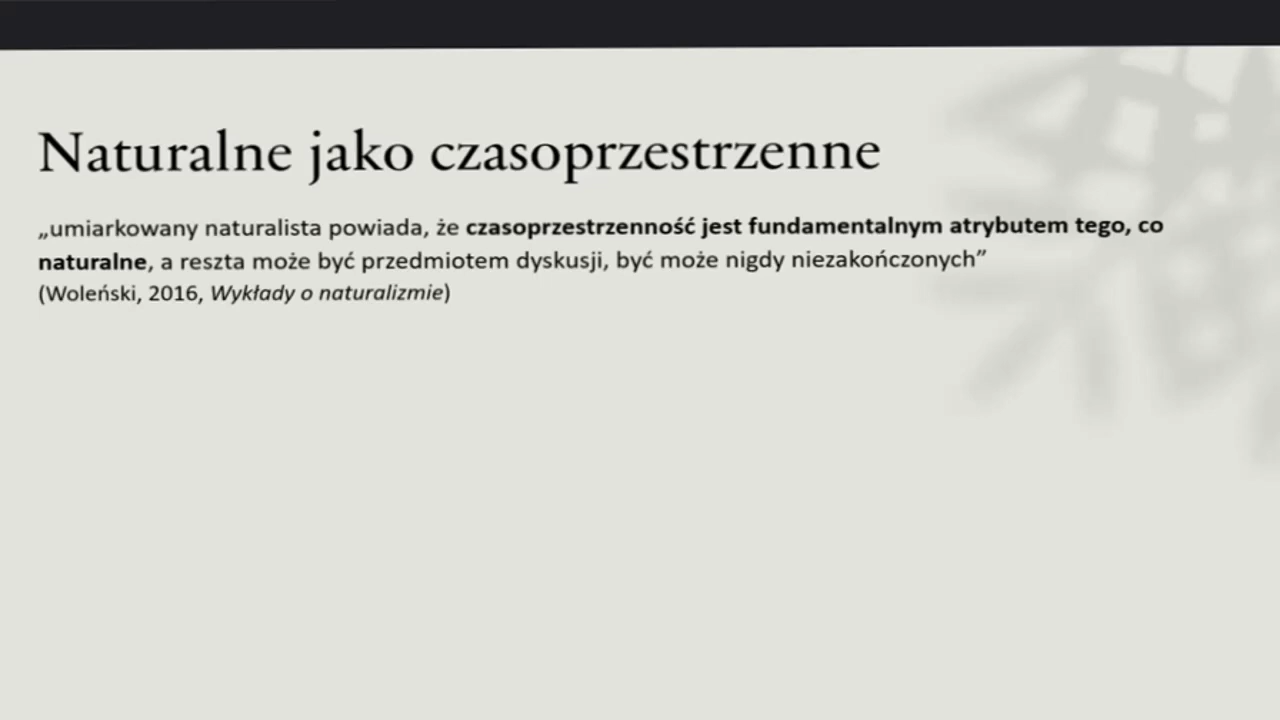 Naturalne jako czasoprzestrzenne
„umiarkowany naturalista powiada, że czasoprzestrzenność jest fundamentalnym atrybutem tego, co
naturalne, a reszta może być przedmiotem dyskusji, być może nigdy niezakończonych”
(Woleński, 2016, Wykłady o naturalizmie)